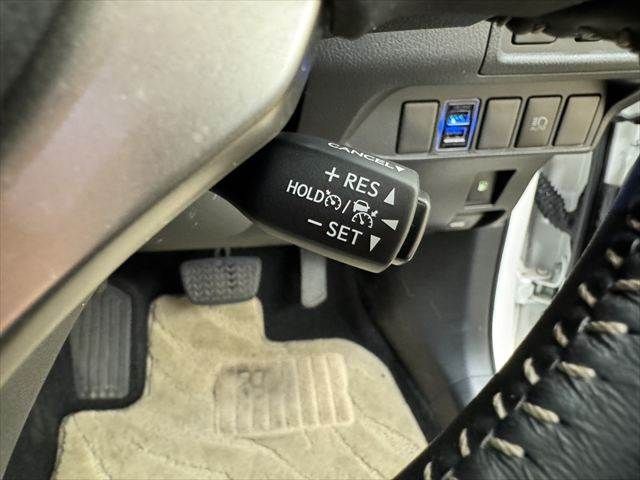 CANCEL▼
+ RES ▲
HOLD / ◀
− SET ▼